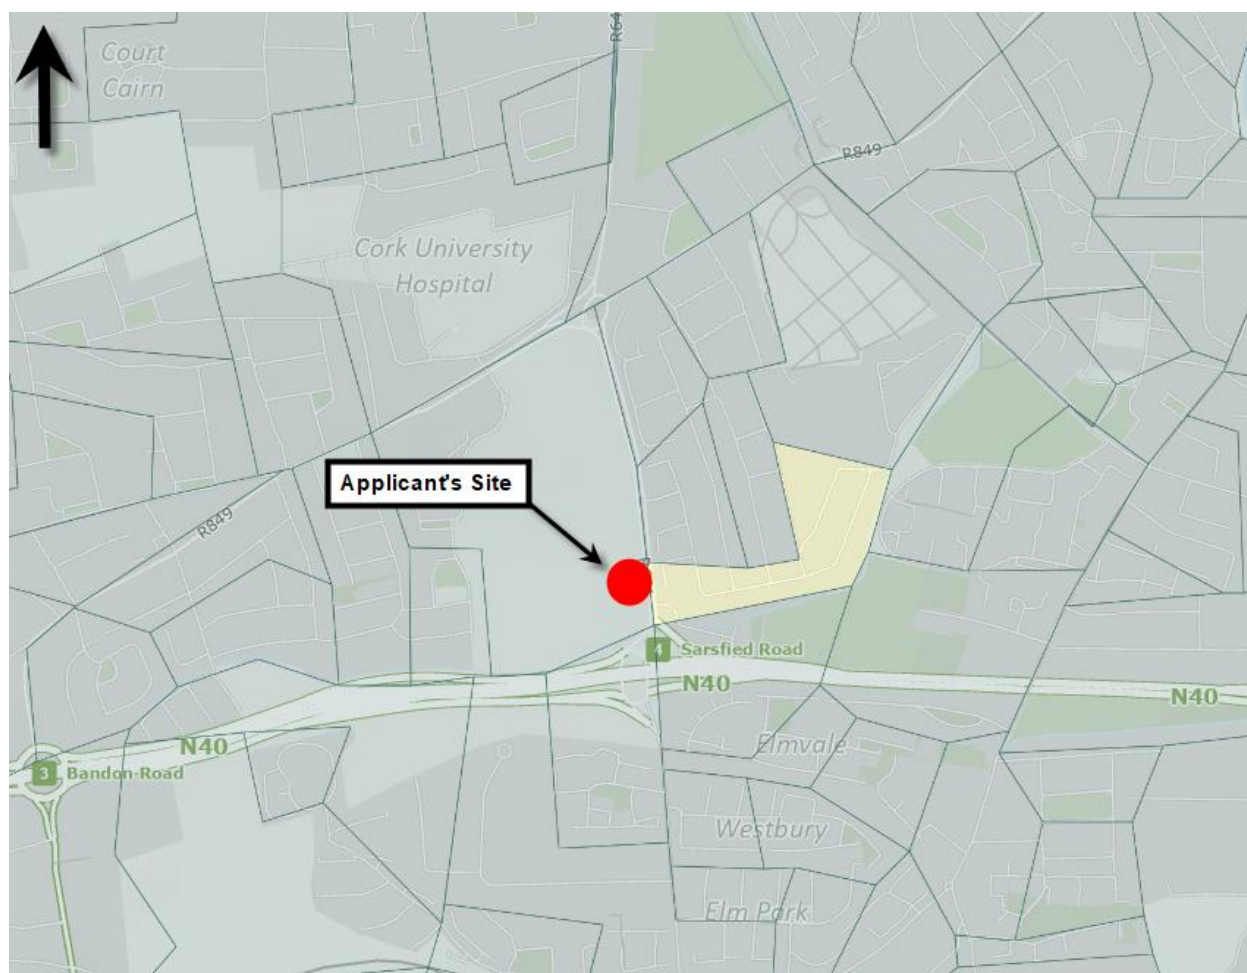 Court
Cairn
R849
Cork University
Hospital
Applicant's Site
R849
4 Sarsfied Road
N40
N40
Elmvale
N40
3 Bandon Road
Westbury
Elm Park